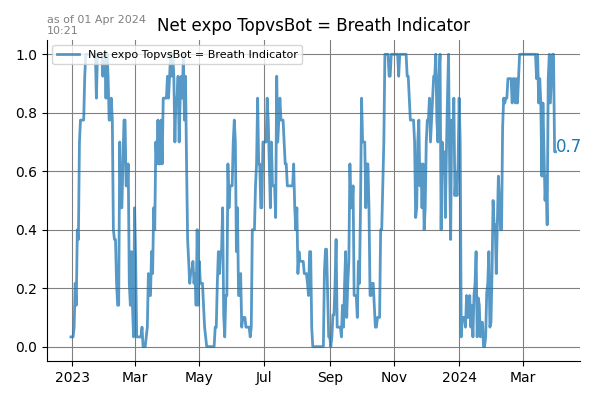 as of 01 Apr 2024
10:21
Net expo TopvsBot = Breath Indicator
Net expo TopvsBot = Breath Indicator
1.0
0.8
0.6
0.4
0.2
0.0
0.7
2023 Mar May Jul Sep Nov 2024 Mar